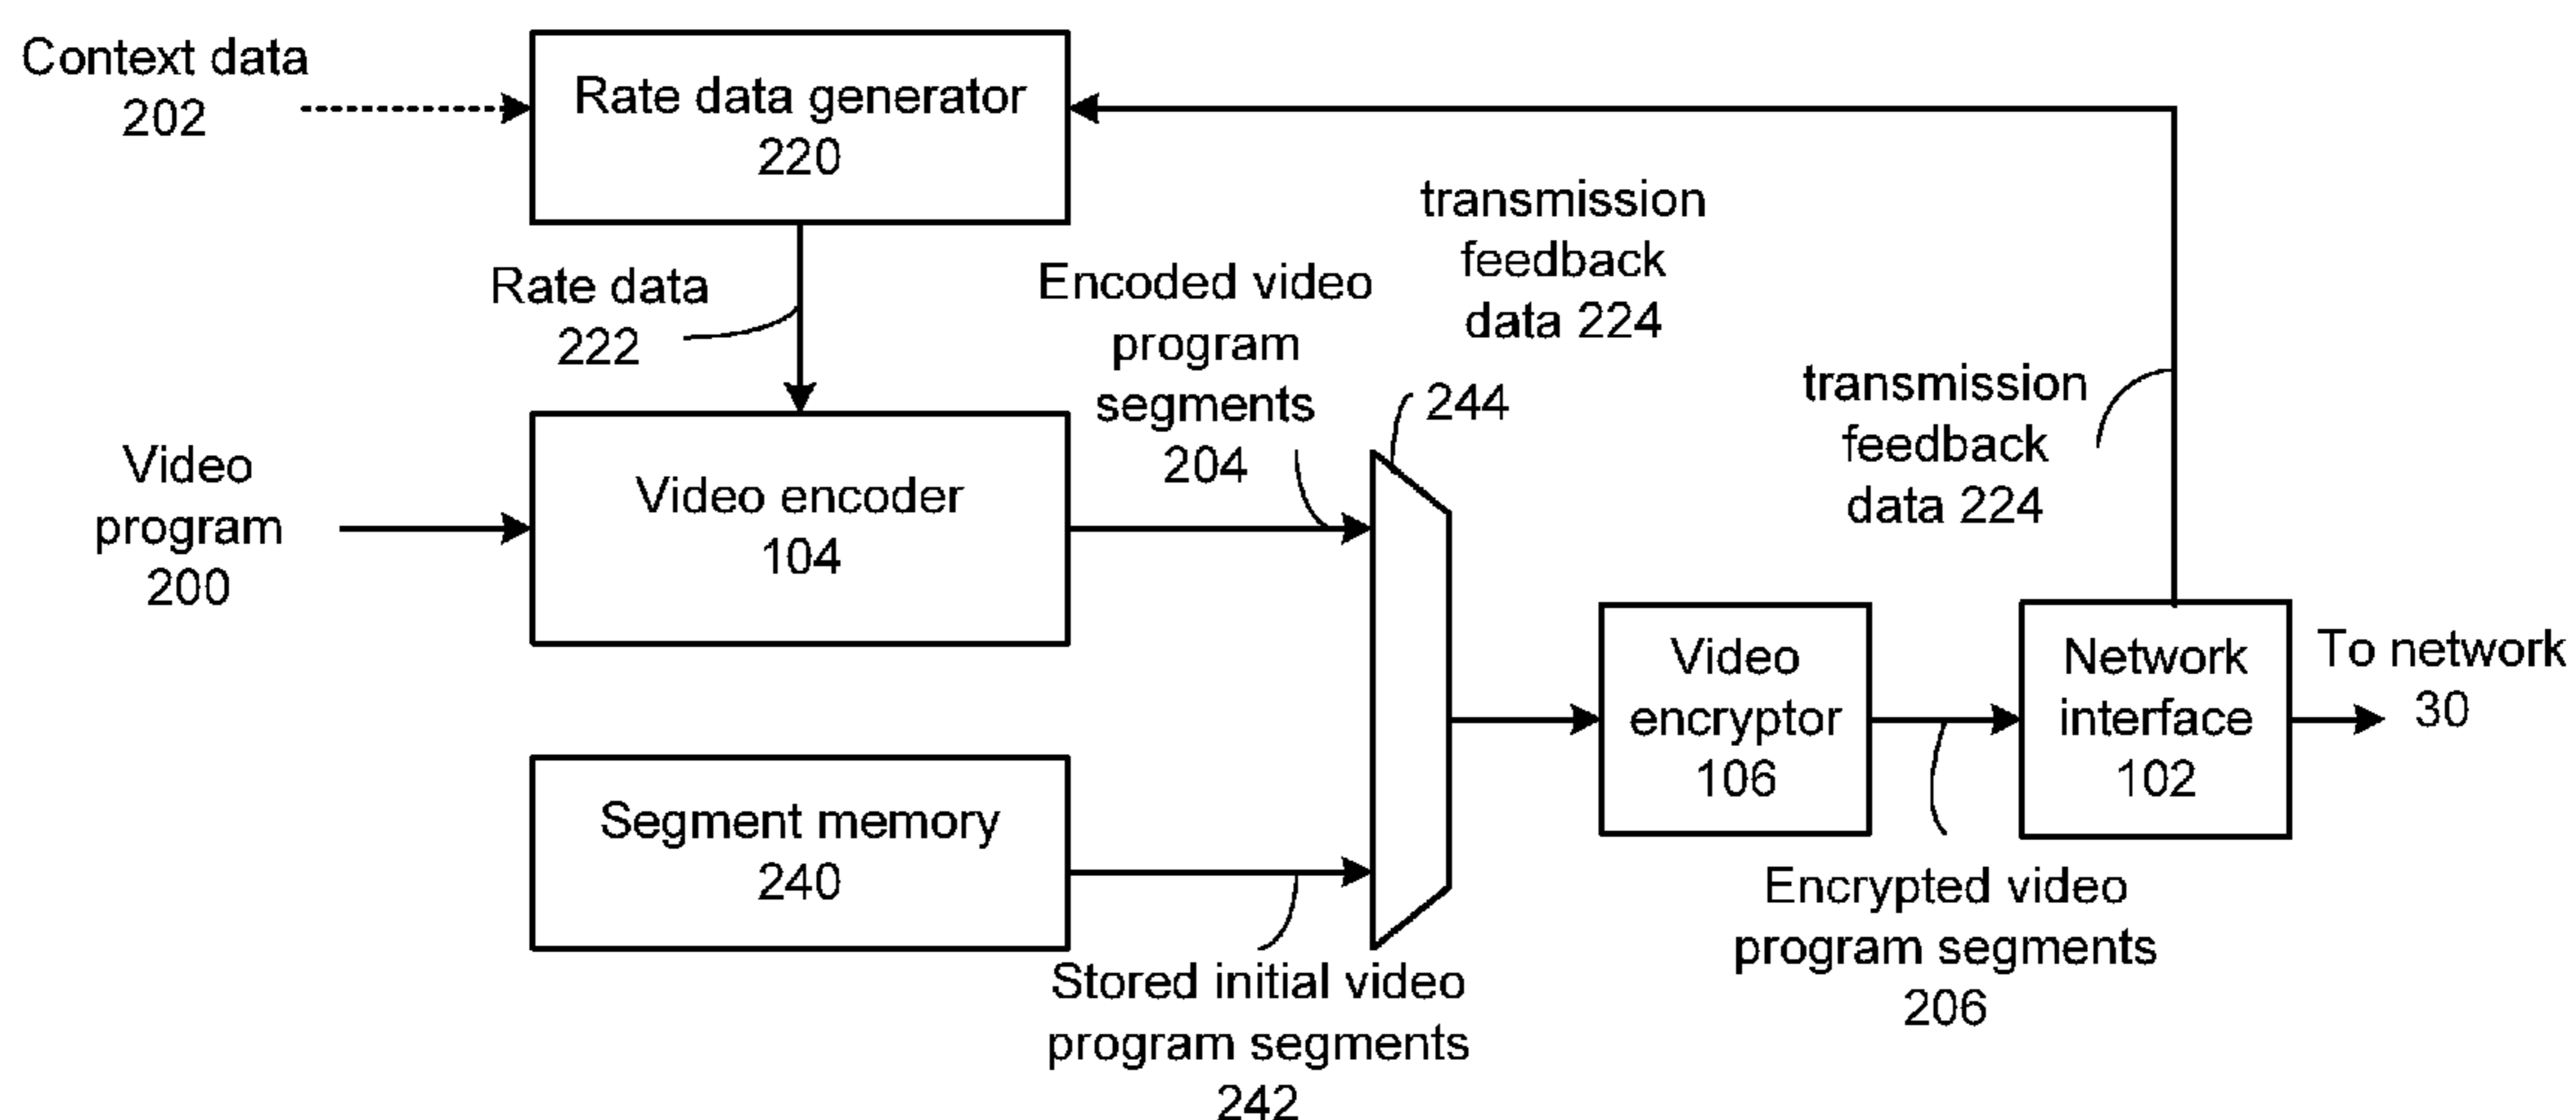 Context data
202
Rate data generator
220
transmission
feedback
data 224
Rate data
222
Encoded video
program
segments
204
244
transmission
feedback
data 224
Video
program
200
Video encoder
104
Video
encryptor
106
Network
interface
102
To network
30
Segment memory
240
Stored initial video
program segments
242
Encrypted video
program segments
206